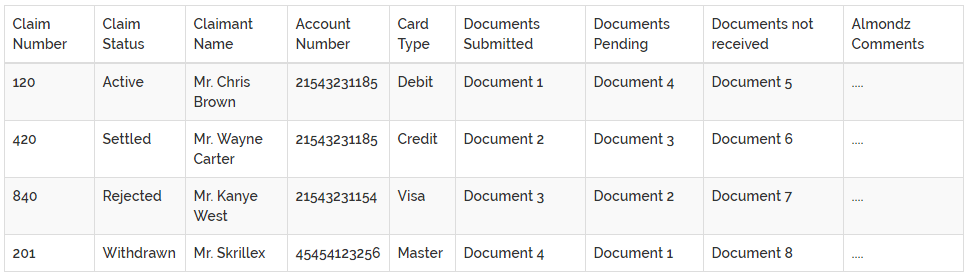 Claim Number	Claim Status	Claimant Name	Account Number	Card Type	Documents Submitted	Documents Pending	Documents not received	Almondz Comments
120	Active	Mr. Chris Brown	21543231185	Debit	Document 1	Document 4	Document 5	....
420	Settled	Mr. Wayne Carter	21543231185	Credit	Document 2	Document 3	Document 6	....
840	Rejected	Mr. Kanye West	21543231154	Visa	Document 3	Document 2	Document 7	....
201	Withdrawn	Mr. Skrillex	45454123256	Master	Document 4	Document 1	Document 8	....